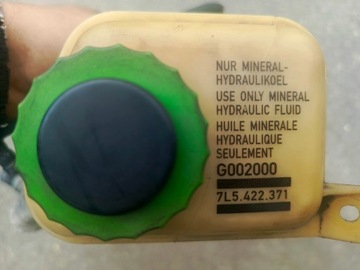 NUR MINERAL-
HYDRAULIKOEL
USE ONLY MINERAL
HYDRAULIC FLUID
HUILE MINERALE
HYDRAULIQUE
SEULEMENT
G002000
7L5.422.371